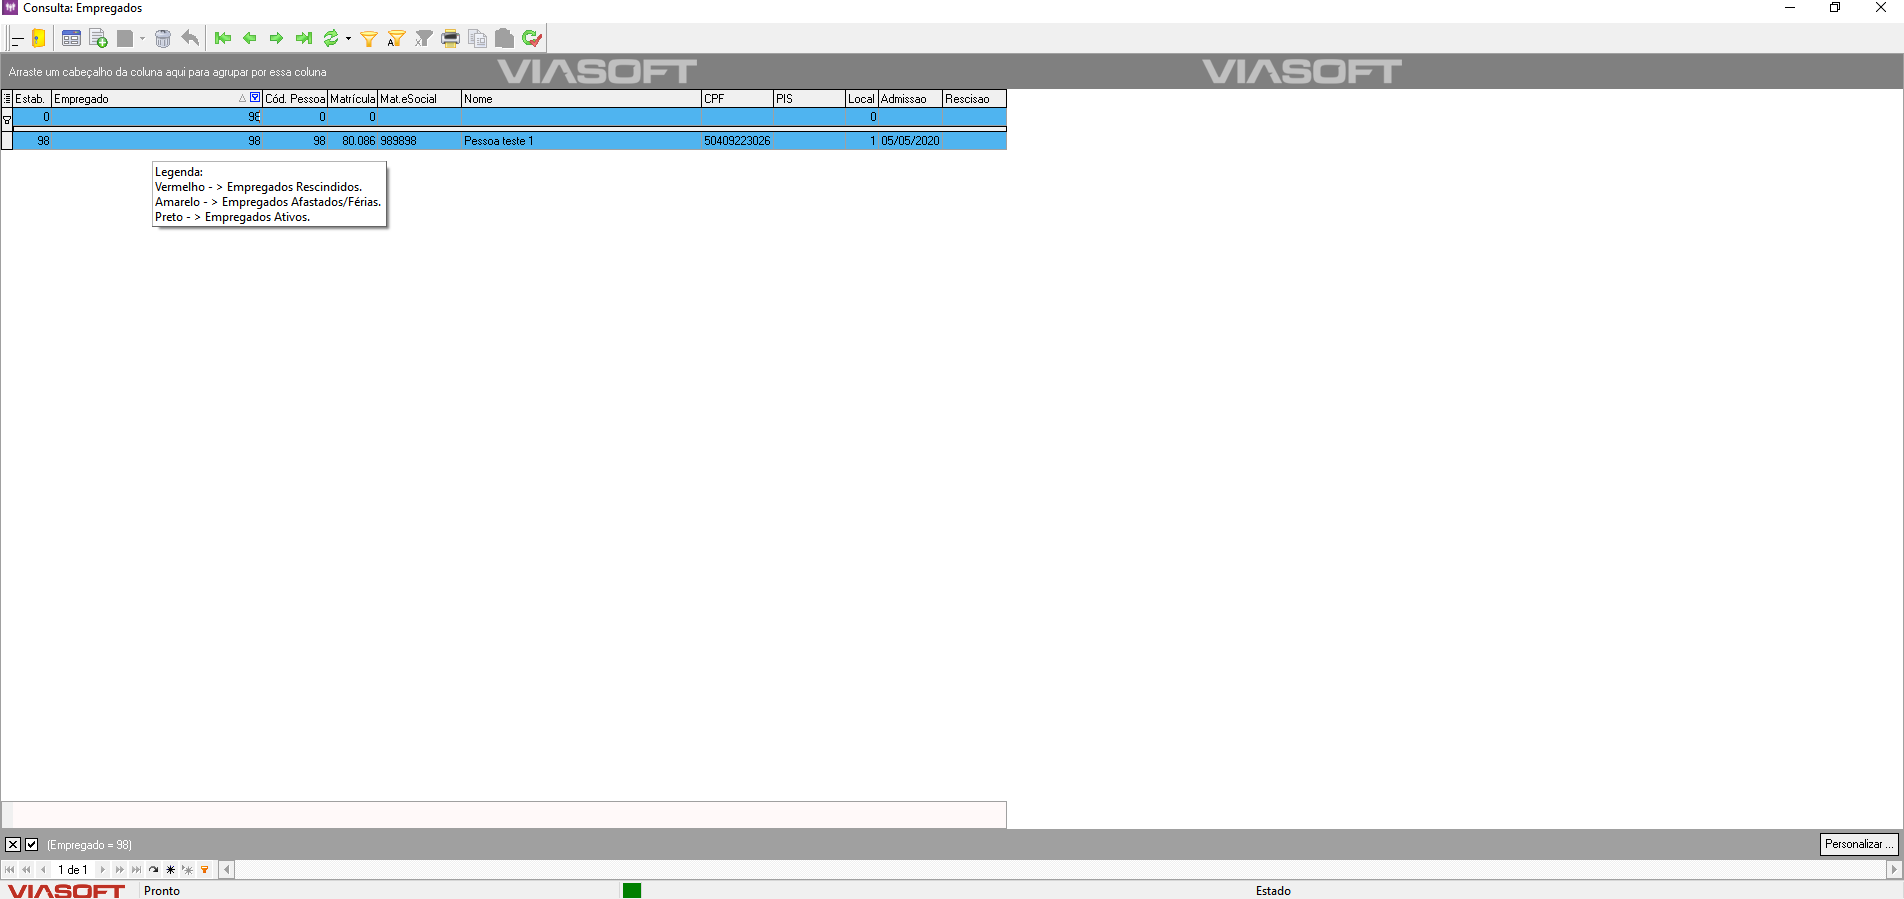 Consulta: Empregados
Arraste um cabeçalho da coluna aqui para agrupar por essa coluna
VIASOFT VIASOFT
Estab. Empregado Cód. Pessoa Matrícula Mat.eSocial Nome CPF PIS Local Admissao Rescisao
0 98 0 0 0
98 98 98 80.086 989898 Pessoa teste 1 50409223026 1 05/05/2020
Legenda:
Vermelho - > Empregados Rescindidos.
Amarelo - > Empregados Afastados/Férias.
Preto - > Empregados Ativos.
(Empregado = 98)
Personalizar ...
1 de 1
VIASOFT Pronto Estado